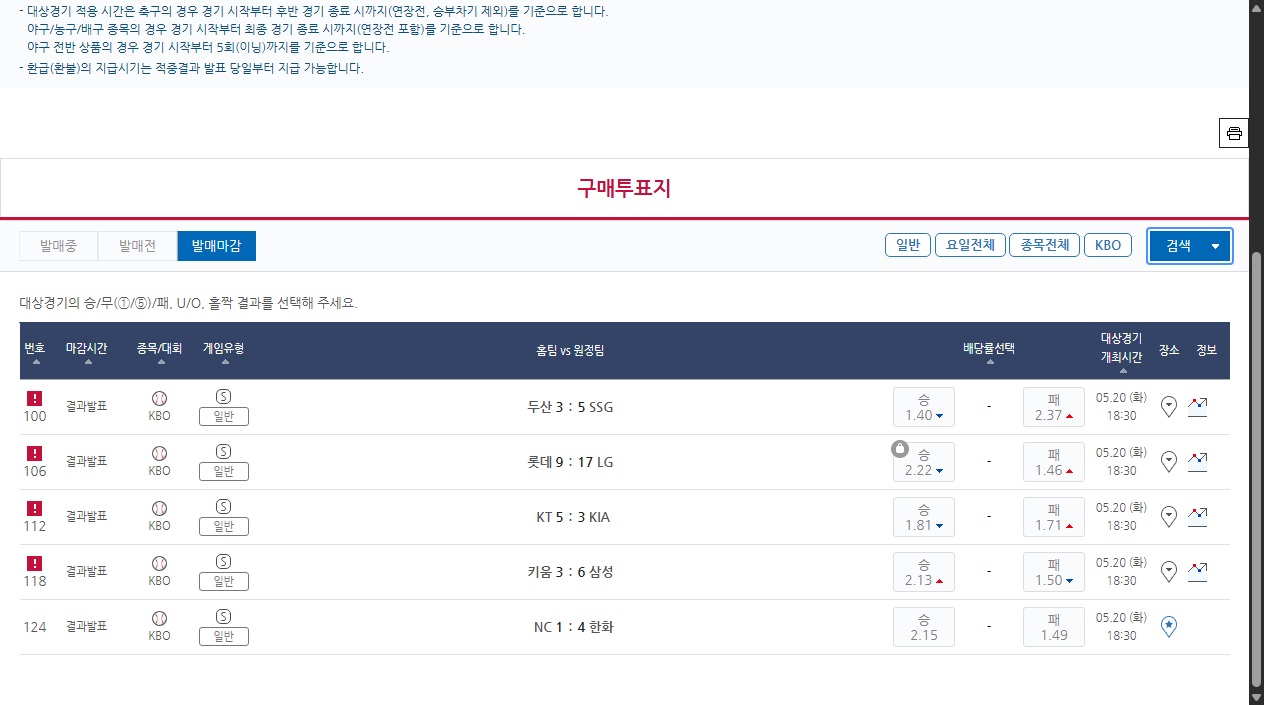 - 대상경기 적용 시간은 축구의 경우 경기 시작부터 후반 경기 종료 시까지(연장전, 승부차기 제외)를 기준으로 합니다.
야구/농구/배구 종목의 경우 경기 시작부터 최종 경기 종료 시까지(연장전 포함)를 기준으로 합니다.
야구 전반 상품의 경우 경기 시작부터 5회(이닝)까지를 기준으로 합니다.
- 환급(환불)의 지급시기는 적중결과 발표 당일부터 지급 가능합니다.
구매투표지
발매중 발매전 발매마감 일반 요일전체 종목전체 KBO 검색
대상경기의 승/무(①/⑤)/패, U/O, 홀짝 결과를 선택해 주세요.
번호 마감시간 종목/대회 게임유형 홈팀 vs 원정팀 배당률선택 대상경기 개최시간 장소 정보
! S 승 패 05.20 (화)
100 결과발표 KBO 일반 두산 3 : 5 SSG 1.40 - 2.37 18:30
! S 승 패 05.20 (화)
106 결과발표 KBO 일반 롯데 9 : 17 LG 2.22 - 1.46 18:30
! S 승 패 05.20 (화)
112 결과발표 KBO 일반 KT 5 : 3 KIA 1.81 - 1.71 18:30
! S 승 패 05.20 (화)
118 결과발표 KBO 일반 키움 3 : 6 삼성 2.13 - 1.50 18:30
S 승 패 05.20 (화)
124 결과발표 KBO 일반 NC 1 : 4 한화 2.15 - 1.49 18:30